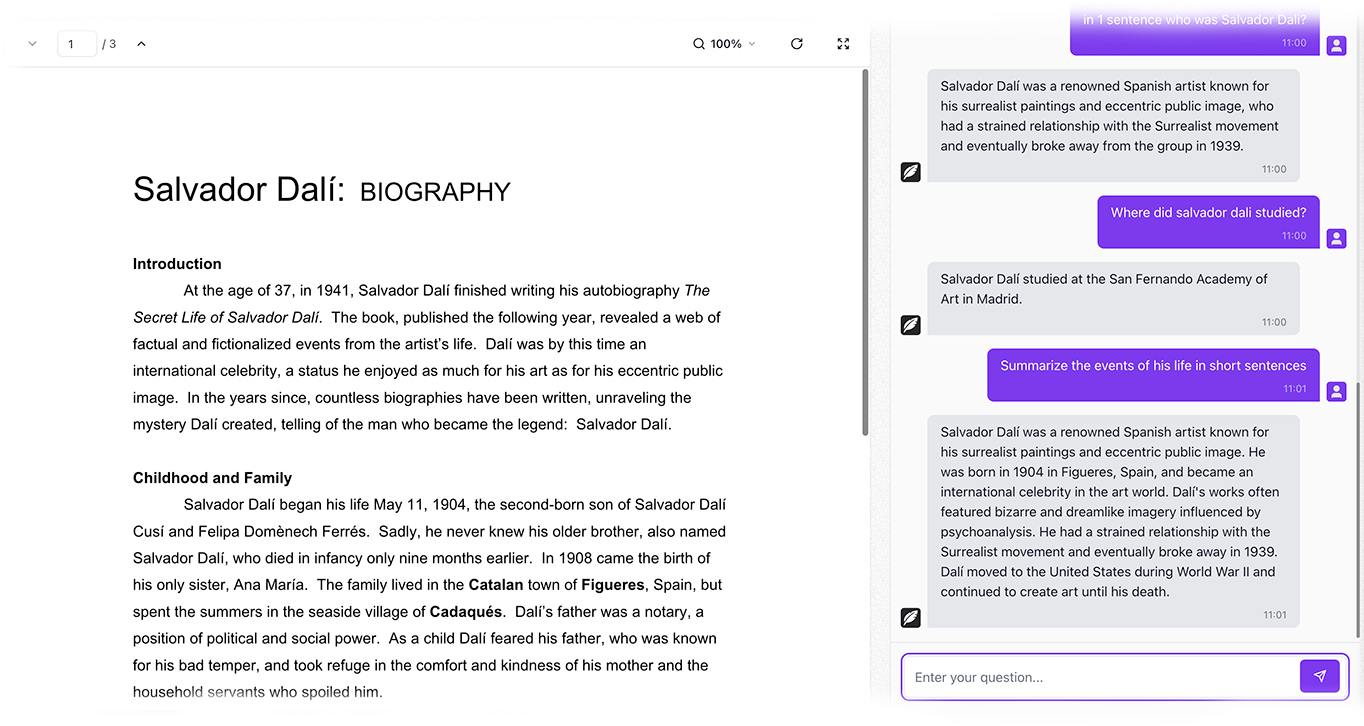 1 / 3 100%
Salvador Dalí: BIOGRAPHY
Introduction
At the age of 37, in 1941, Salvador Dalí finished writing his autobiography The
Secret Life of Salvador Dalí. The book, published the following year, revealed a web of
factual and fictionalized events from the artist's life. Dalí was by this time an
international celebrity, a status he enjoyed as much for his art as for his eccentric public
image. In the years since, countless biographies have been written, unraveling the
mystery Dalí created, telling of the man who became the legend: Salvador Dalí.
Childhood and Family
Salvador Dalí began his life May 11, 1904, the second-born son of Salvador Dalí
Cusí and Felipa Domènech Ferrés. Sadly, he never knew his older brother, also named
Salvador Dalí, who died in infancy only nine months earlier. In 1908 came the birth of
his only sister, Ana María. The family lived in the Catalan town of Figueres, Spain, but
spent the summers in the seaside village of Cadaqués. Dalí's father was a notary, a
position of political and social power. As a child Dalí feared his father, who was known
for his bad temper, and took refuge in the comfort and kindness of his mother and the
household servants who spoiled him.
in 1 sentence who was Salvador Dali?
11:00
Salvador Dalí was a renowned Spanish artist known for
his surrealist paintings and eccentric public image, who
had a strained relationship with the Surrealist movement
and eventually broke away from the group in 1939.
11:00
Where did salvador dali studied?
11:00
Salvador Dalí studied at the San Fernando Academy of
Art in Madrid.
11:00
Summarize the events of his life in short sentences
11:01
Salvador Dalí was a renowned Spanish artist known for
his surrealist paintings and eccentric public image. He
was born in 1904 in Figueres, Spain, and became an
international celebrity in the art world. Dalí's works often
featured bizarre and dreamlike imagery influenced by
psychoanalysis. He had a strained relationship with the
Surrealist movement and eventually broke away in 1939.
Dalí moved to the United States during World War II and
continued to create art until his death.
11:01
Enter your question...